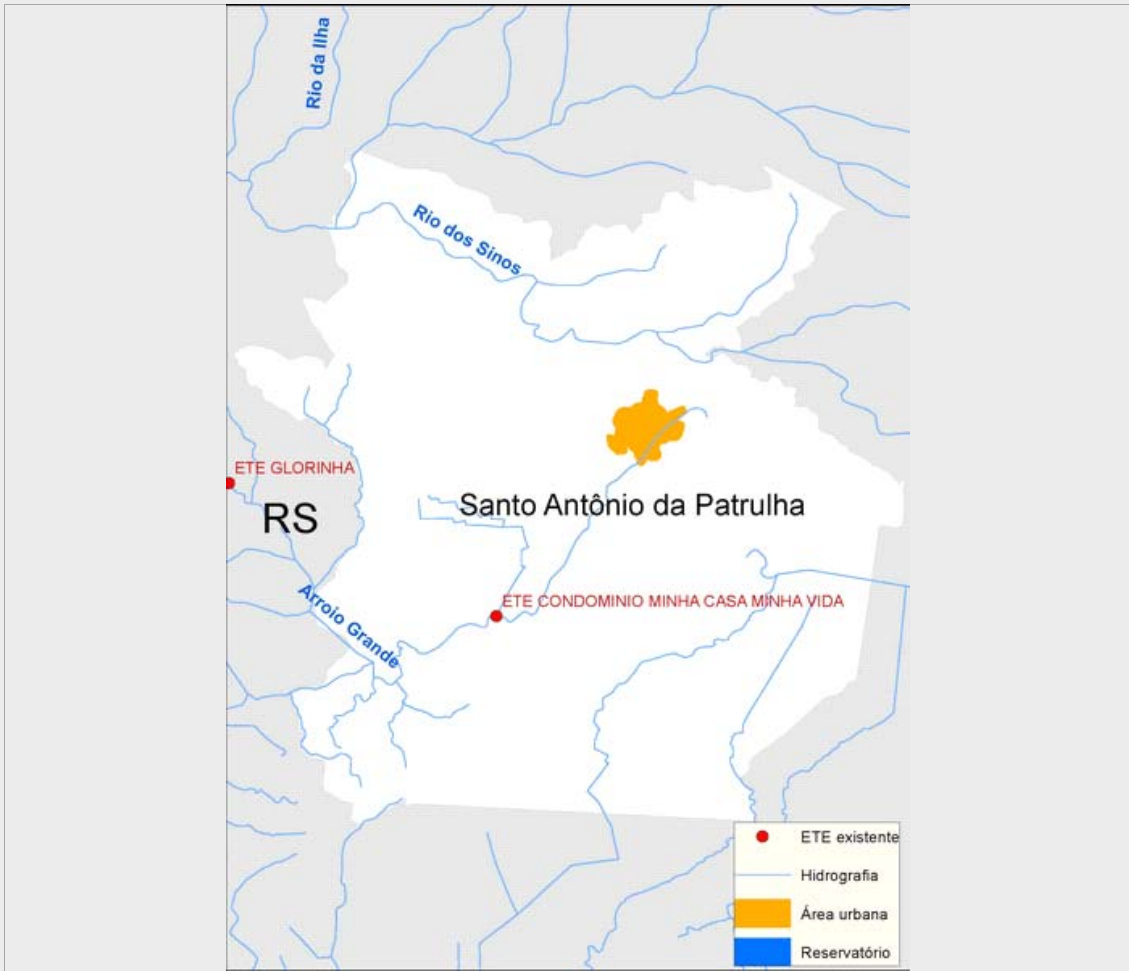 Rio da Ilha
Rio dos Sinos
ETE GLORINHA
RS
Santo Antônio da Patrulha
ETE CONDOMINIO MINHA CASA MINHA VIDA
Arroio Grande
ETE existente
Hidrografia
Área urbana
Reservatório